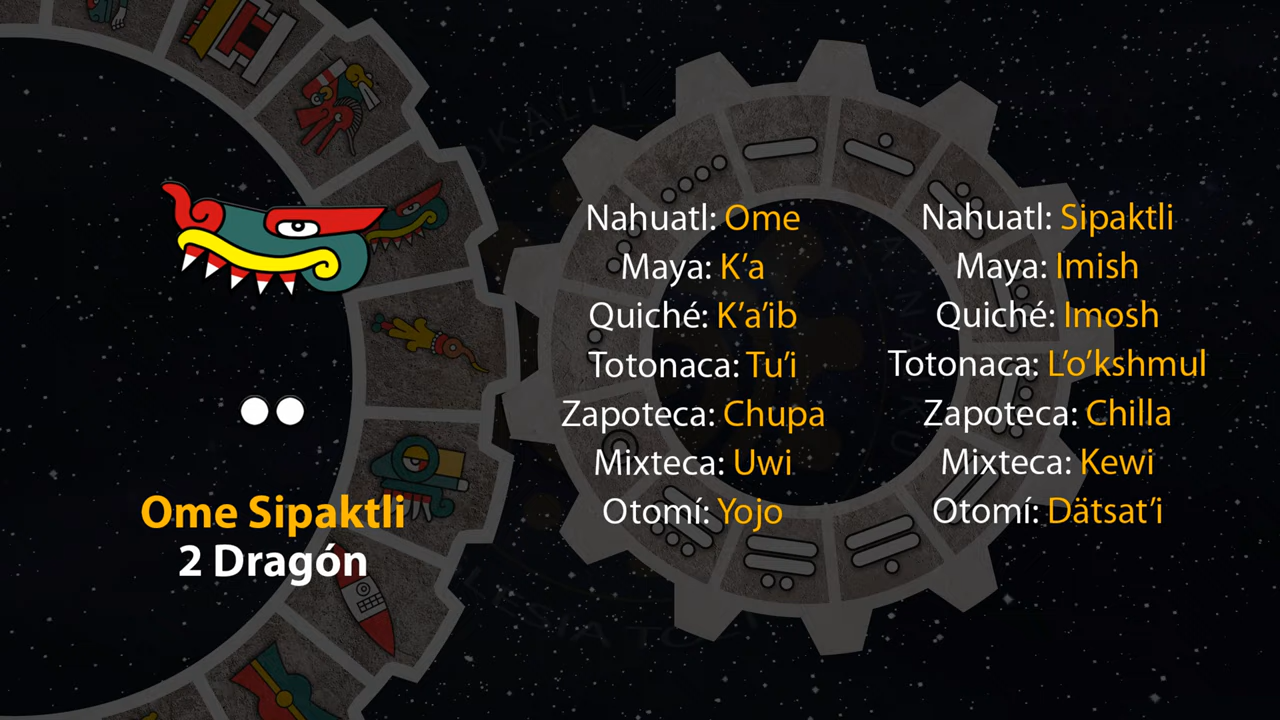 Nahuatl: Ome
Maya: K’a
Quiché: K’a’ib
Totonaca: Tu’i
Zapoteca: Chupa
Mixteca: Uwi
Otomí: Yojo
Nahuatl: Sipaktli
Maya: Imish
Quiché: Imosh
Totonaca: L’o’kshmul
Zapoteca: Chilla
Mixteca: Kewi
Otomí: Dätsat’i
Ome Sipaktli
2 Dragón